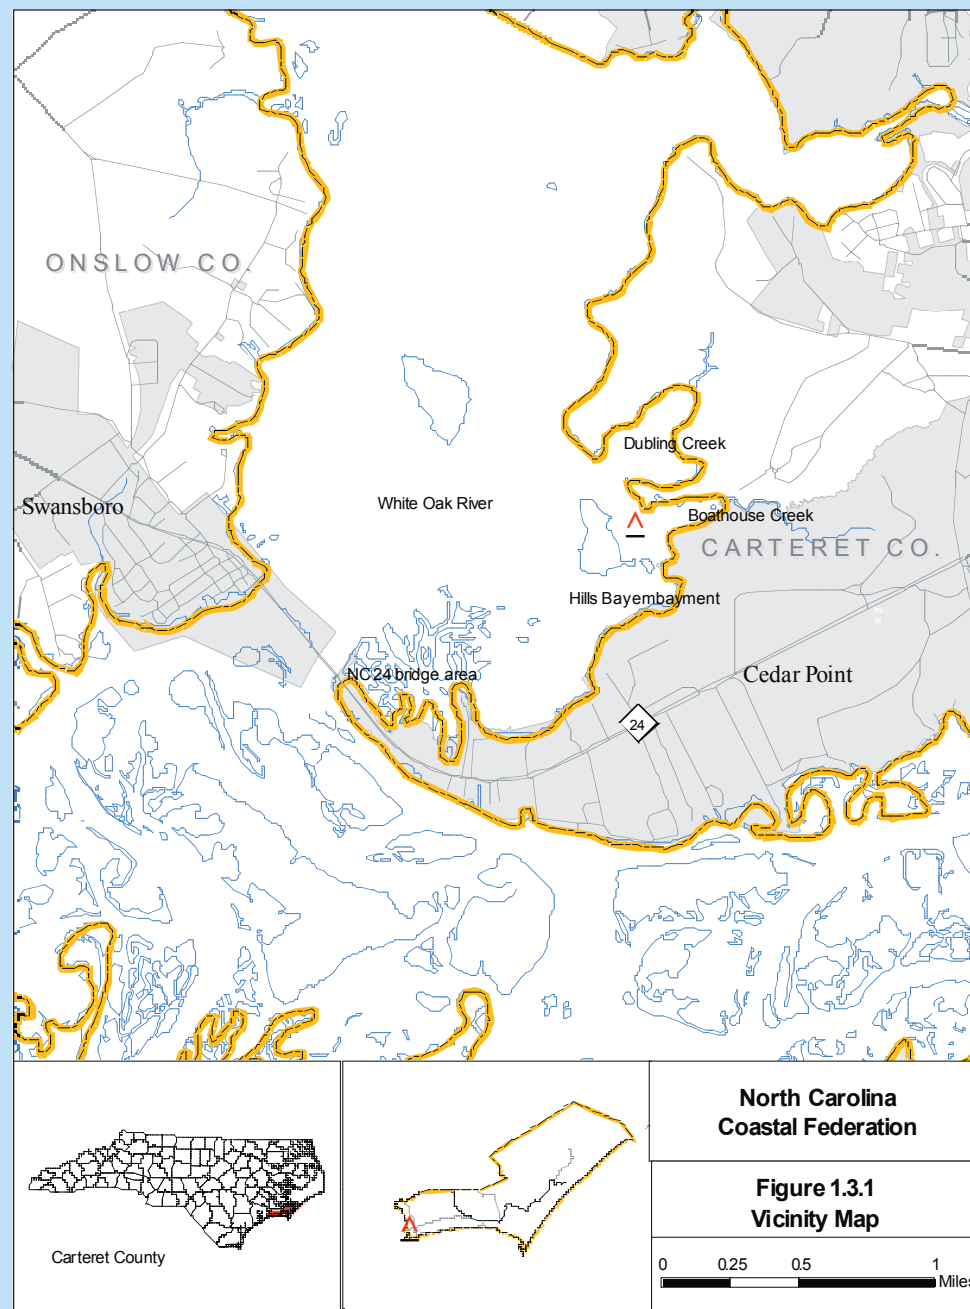 ONSLOW CO.
Dubling Creek
White Oak River
Swansboro
Boathouse Creek
CARTERET CO.
Hills Bay embayment
NC 24 bridge area
Cedar Point
24
Carteret County
North Carolina
Coastal Federation
Figure 1.3.1
Vicinity Map
0 0.25 0.5 1
Miles